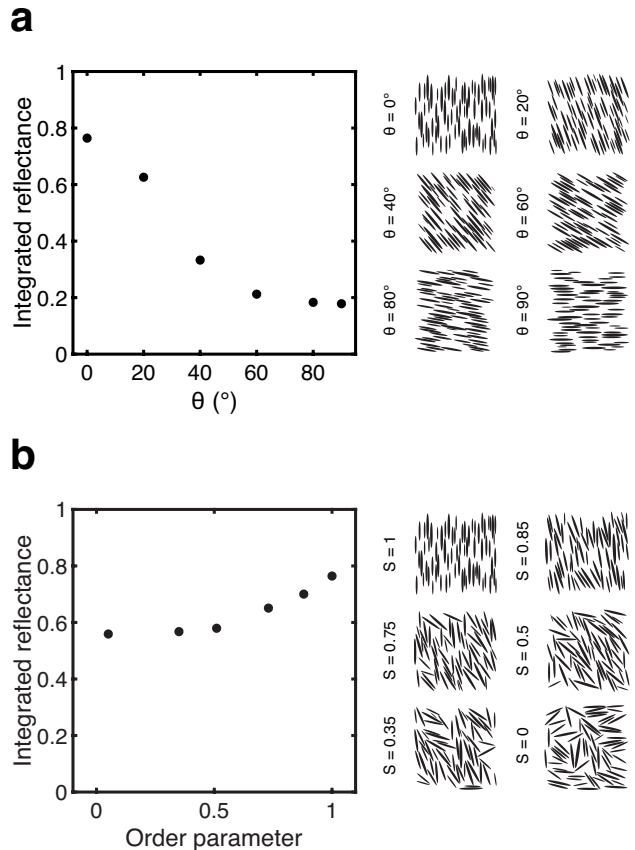 a
Integrated reflectance
1
0.8
0.6
0.4
0.2
0
0 20 40 60 80
θ (°)
θ = 0°
θ = 20°
θ = 40°
θ = 60°
θ = 80°
θ = 90°
b
Integrated reflectance
1
0.8
0.6
0.4
0.2
0
0 0.5 1
Order parameter
S = 1
S = 0.85
S = 0.75
S = 0.5
S = 0.35
S = 0